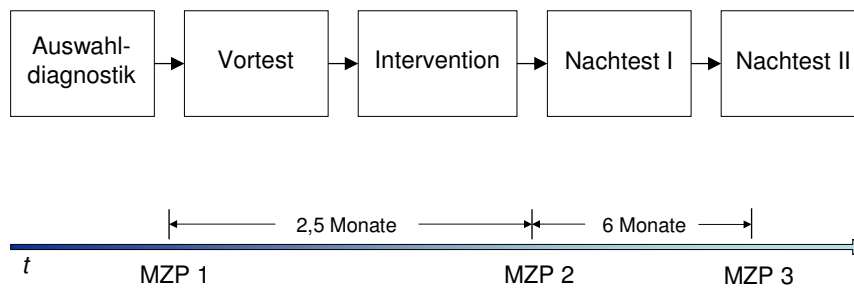 Auswahl-
diagnostik
Vortest
Intervention
Nachtest I
Nachtest II
2,5 Monate
6 Monate
t
MZP 1
MZP 2
MZP 3